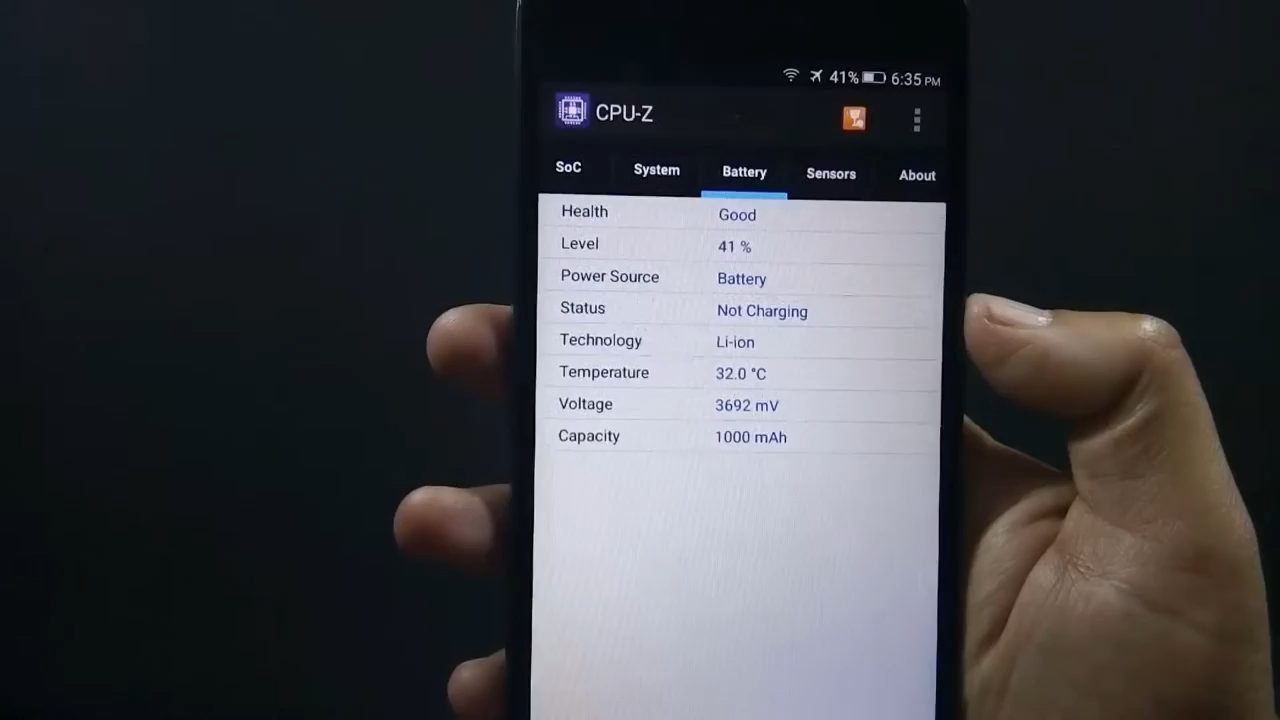 41% 6:35 PM
CPU-Z
SoC System Battery Sensors About
Health Good
Level 41 %
Power Source Battery
Status Not Charging
Technology Li-ion
Temperature 32.0 °C
Voltage 3692 mV
Capacity 1000 mAh